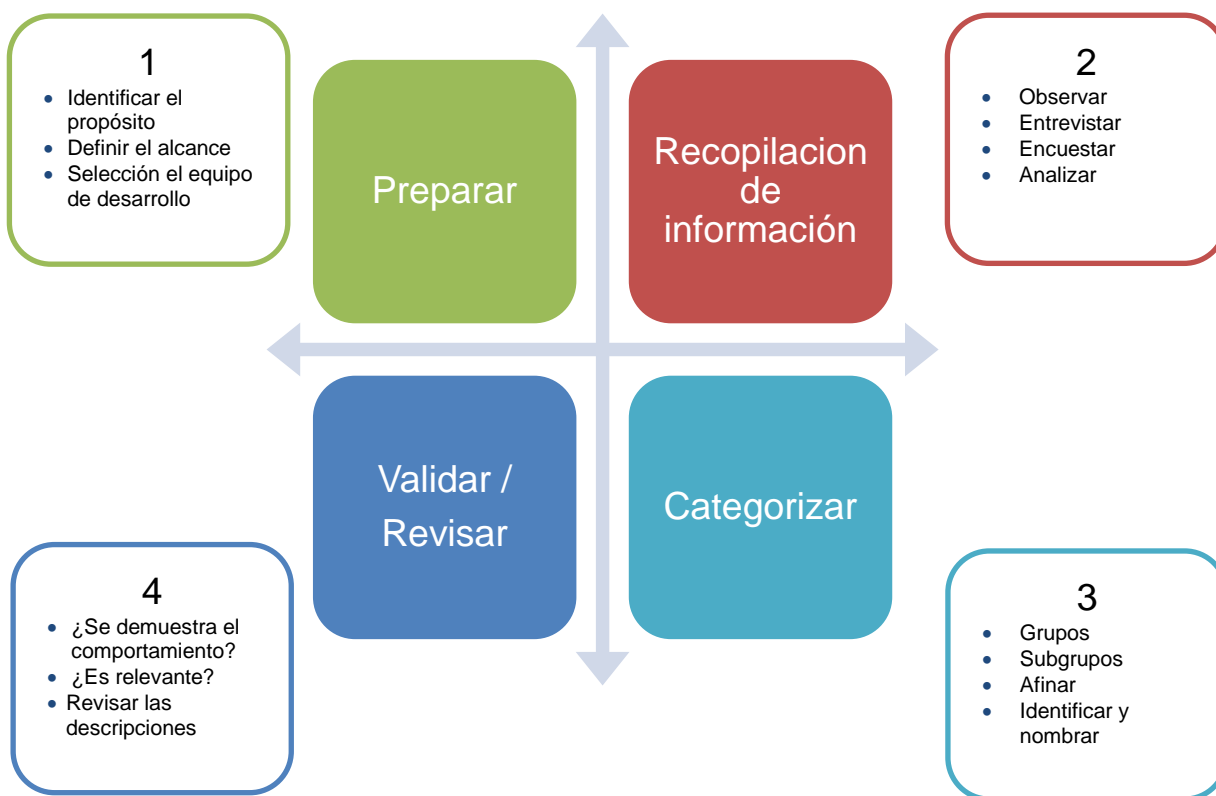 1
• Identificar el
propósito
• Definir el alcance
• Selección el equipo
de desarrollo
Preparar
Recopilacion
de
información
2
• Observar
• Entrevistar
• Encuestar
• Analizar
Validar /
Revisar
Categorizar
4
• ¿Se demuestra el
comportamiento?
• ¿Es relevante?
• Revisar las
descripciones
3
• Grupos
• Subgrupos
• Afinar
• Identificar y
nombrar